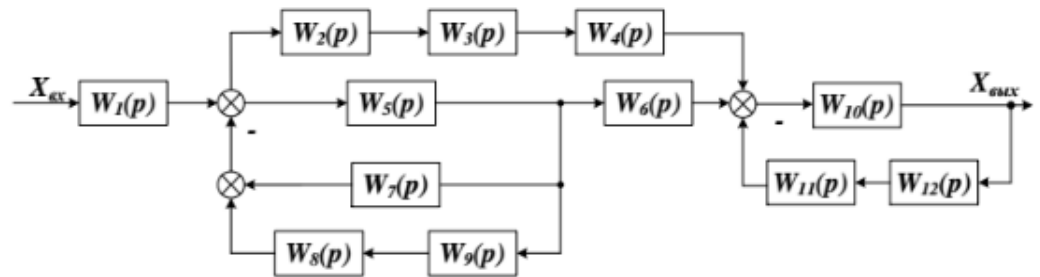 W2(p) W3(p) W4(p)
Xвх W1(p) W5(p) W6(p) W10(p) Xвых
- -
W7(p) W11(p) W12(p)
W8(p) W9(p)